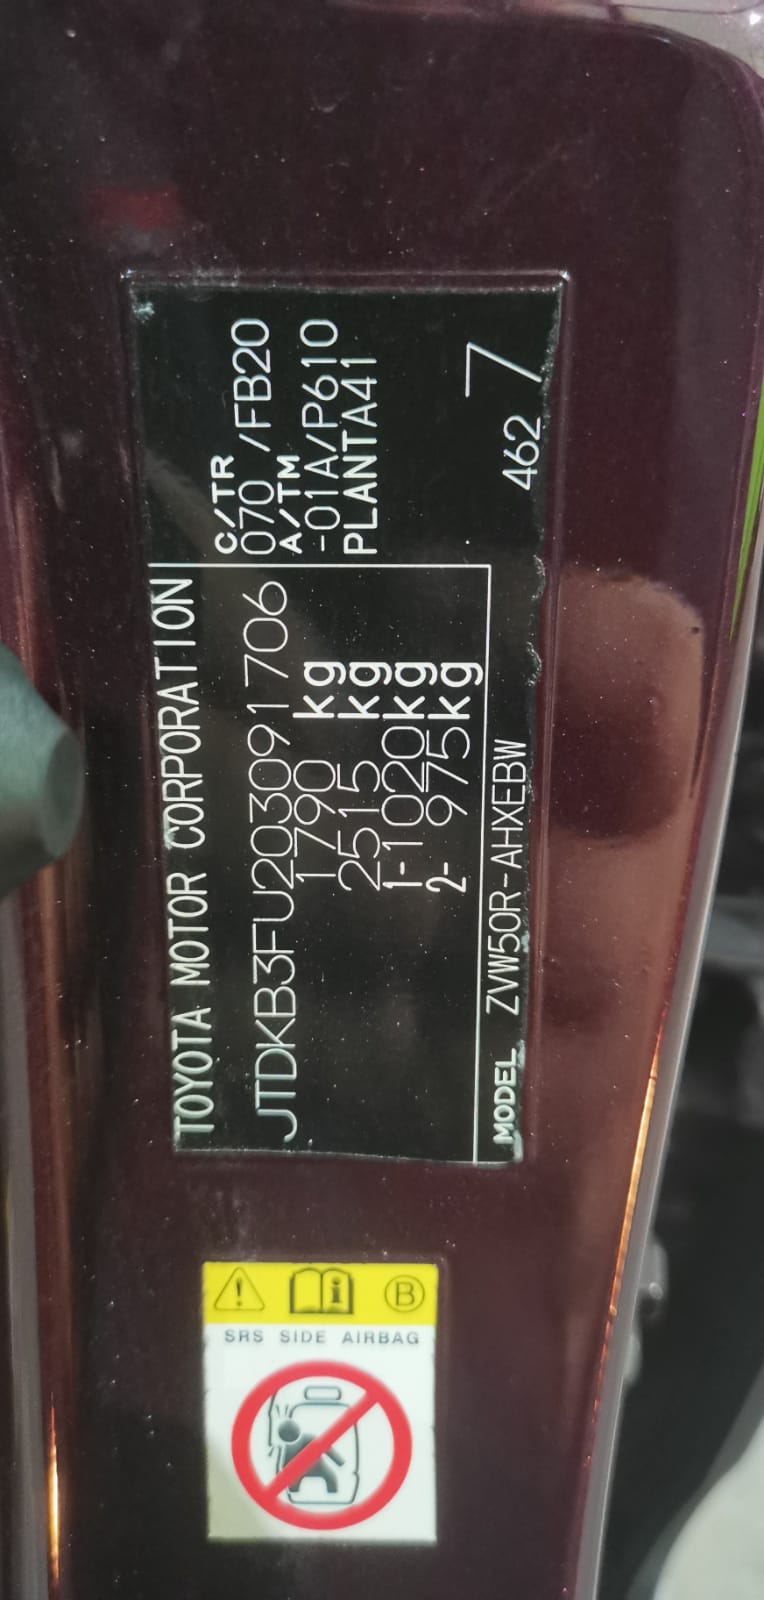 TOYOTA MOTOR CORPORATION
JTDKB3FU203091706
1790 kg
2515 kg
1-1020kg
2- 975kg
C/TR
070 /FB20
A/TM
-01A/P610
PLANTA41
MODEL ZVW50R-AHXEBW
462 7
B
SRS SIDE AIRBAG